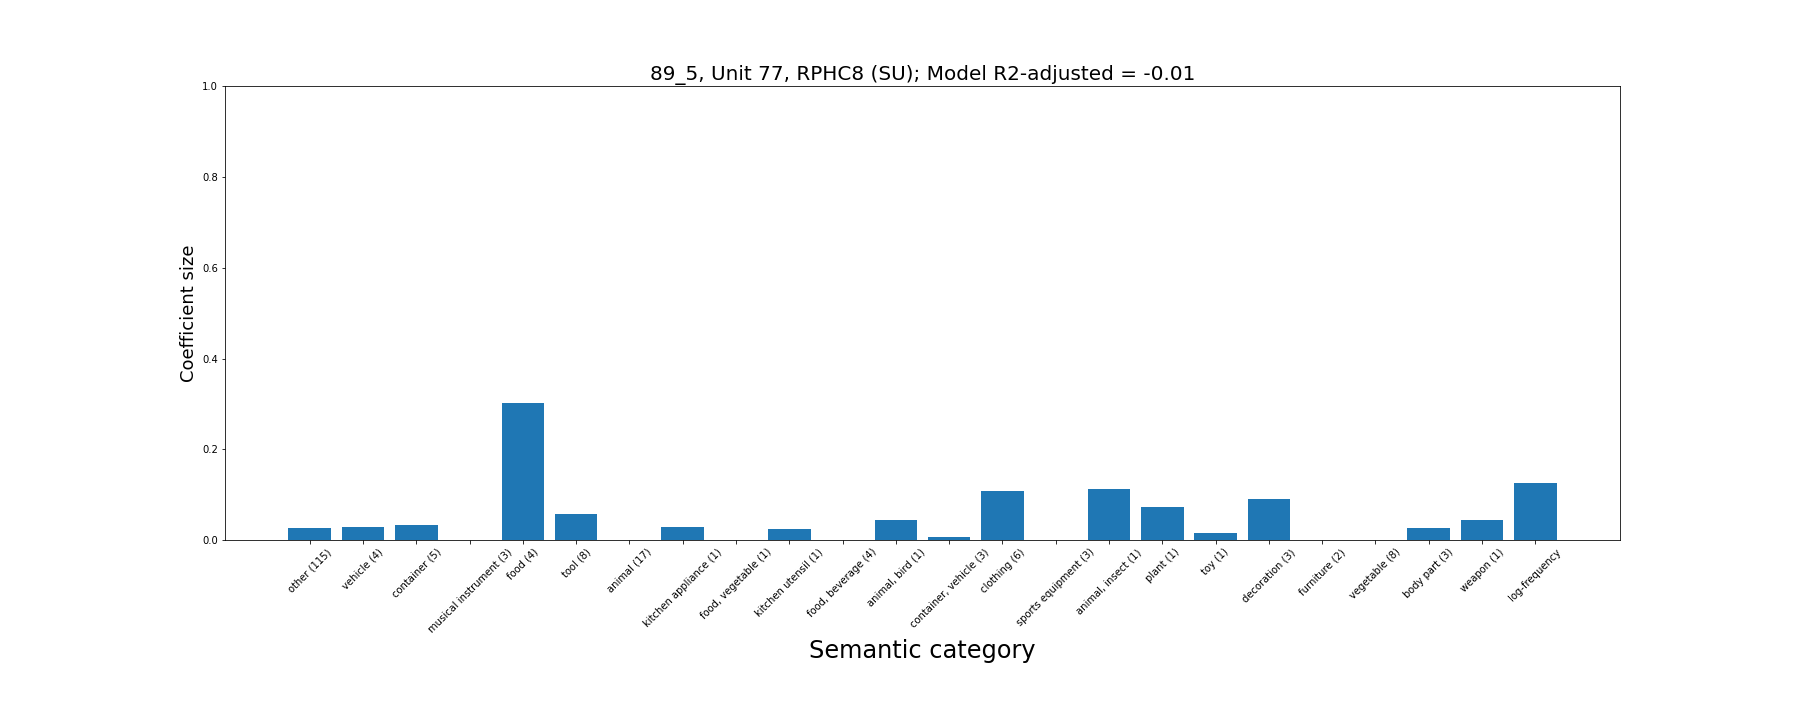 89_5, Unit 77, RPHC8 (SU); Model R2-adjusted = -0.01
1.0
0.8
0.6
0.4
0.2
0.0
Coefficient size
other (115)
vehicle (4)
container (5)
musical instrument (3)
food (4)
tool (8)
animal (17)
kitchen appliance (1)
food, vegetable (1)
kitchen utensil (1)
food, beverage (4)
animal, bird (1)
container, vehicle (3)
clothing (6)
sports equipment (3)
animal, insect (1)
plant (1)
toy (1)
decoration (3)
furniture (2)
vegetable (8)
body part (3)
weapon (1)
log-frequency
Semantic category